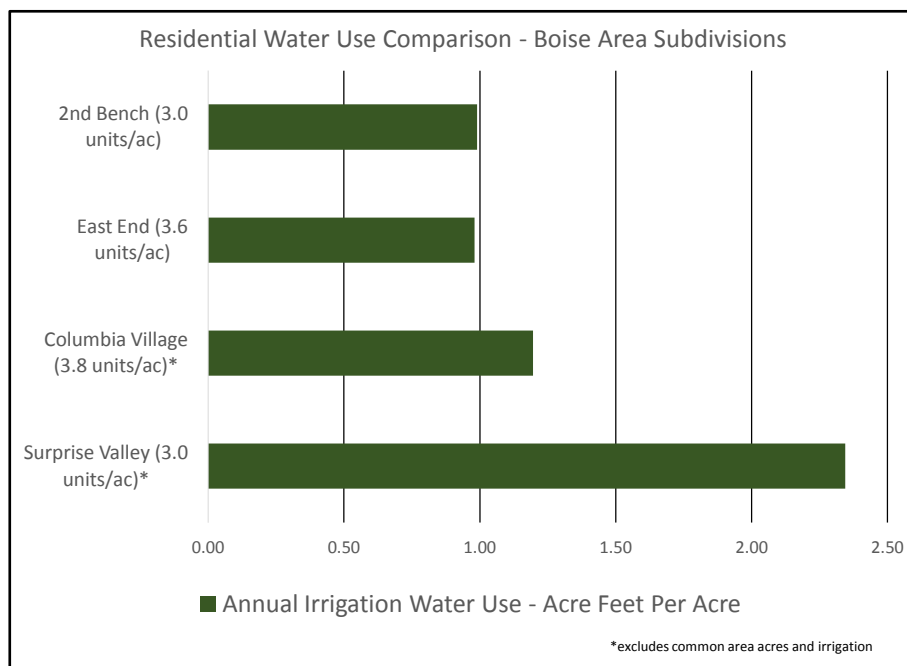 Residential Water Use Comparison - Boise Area Subdivisions
2nd Bench (3.0
units/ac)
East End (3.6
units/ac)
Columbia Village
(3.8 units/ac)*
Surprise Valley (3.0
units/ac)*
0.00 0.50 1.00 1.50 2.00 2.50
Annual Irrigation Water Use - Acre Feet Per Acre
*excludes common area acres and irrigation